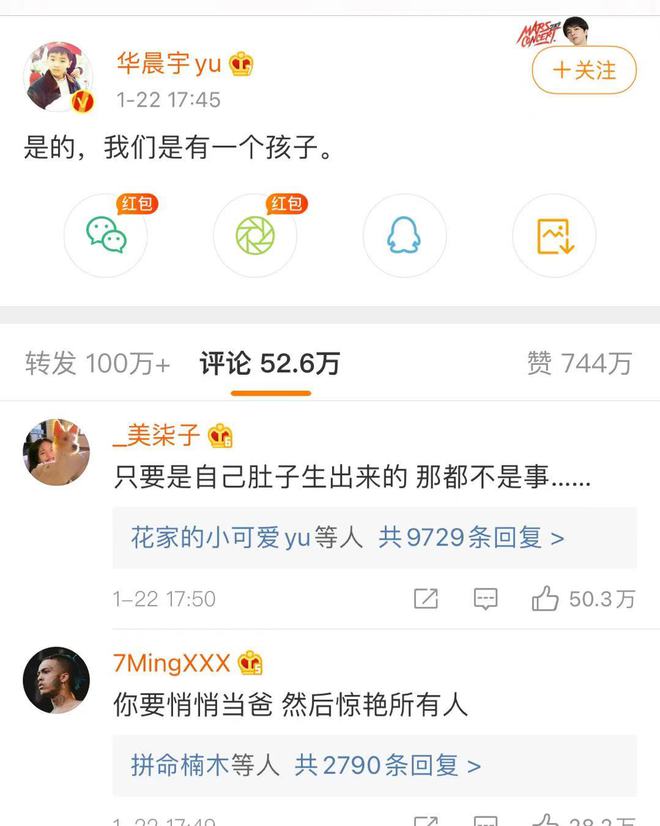 MARS
CONCERT
华晨宇yu
1-22 17:45
+关注
是的，我们是有一个孩子。
红包
红包
转发 100万+ 评论 52.6万 赞 744万
_美柒子
只要是自己肚子生出来的 那都不是事......
花家的小可爱yu等人 共9729条回复 >
1-22 17:50
50.3万
7MingXXX
你要悄悄当爸 然后惊艳所有人
拼命楠木等人 共2790条回复 >